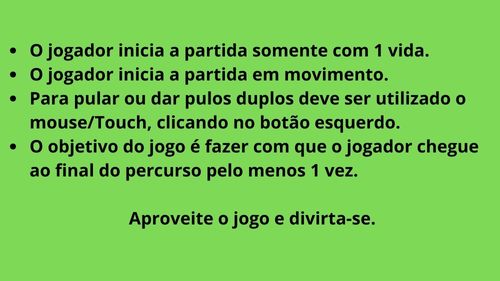 • O jogador inicia a partida somente com 1 vida.
• O jogador inicia a partida em movimento.
• Para pular ou dar pulos duplos deve ser utilizado o
mouse/Touch, clicando no botão esquerdo.
• O objetivo do jogo é fazer com que o jogador chegue
ao final do percurso pelo menos 1 vez.
Aproveite o jogo e divirta-se.